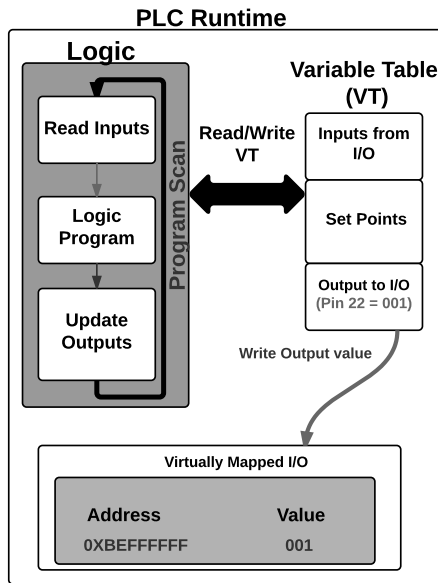 PLC Runtime
Logic
Read Inputs
Logic
Program
Update
Outputs
Program Scan
Read/Write
VT
Variable Table
(VT)
Inputs from
I/O
Set Points
Output to I/O
(Pin 22 = 001)
Write Output value
Virtually Mapped I/O
Address Value
0XBEFFFFFF 001